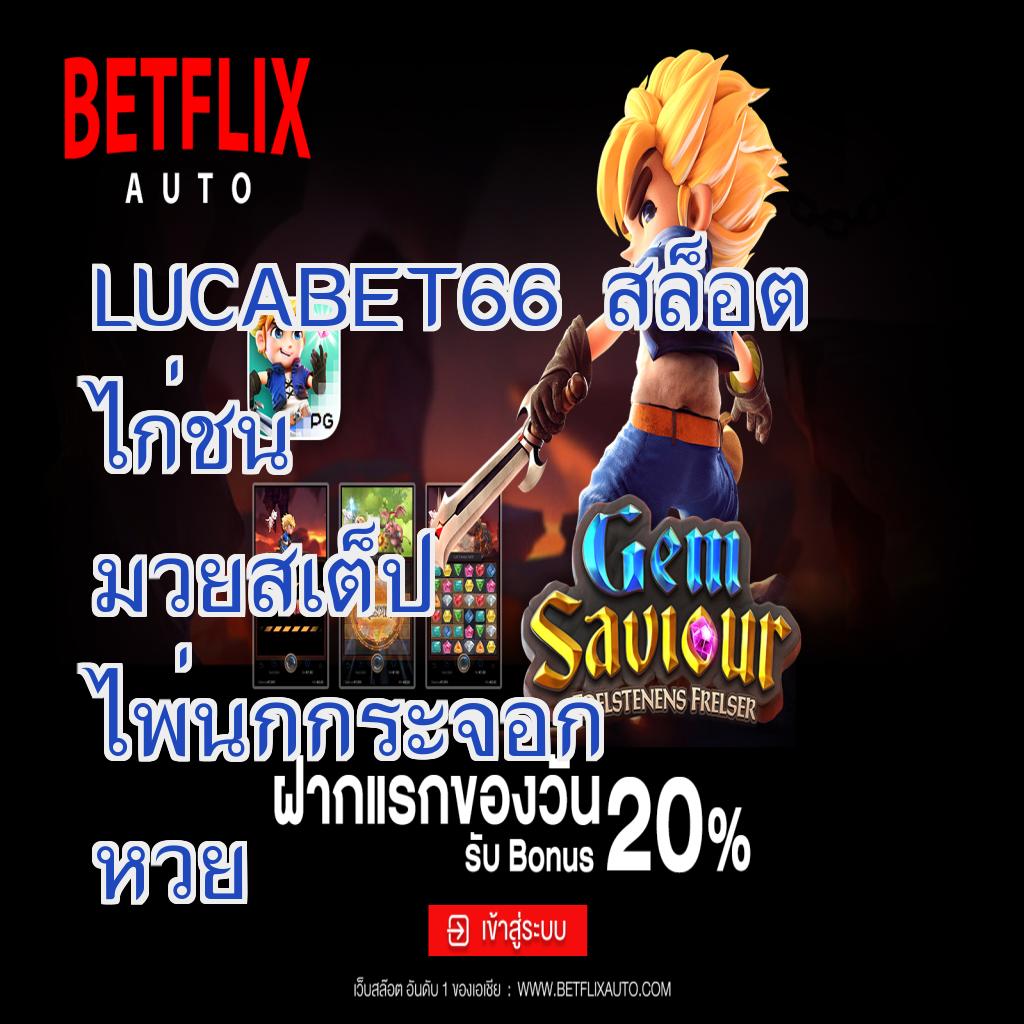 BETFLIX
AUTO
LUCABET66 สล็อต
PG
ไก่ชน
มวยสเต็ป
Gem
Saviour
ไพ่นกกระจอก
FRELSER
ฝากแรกของวัน 20%
รับ Bonus
หวย
เข้าสู่ระบบ
เว็บสล๊อต อันดับ 1 ของเอเชีย : WWW.BETFLIXAUTO.COM